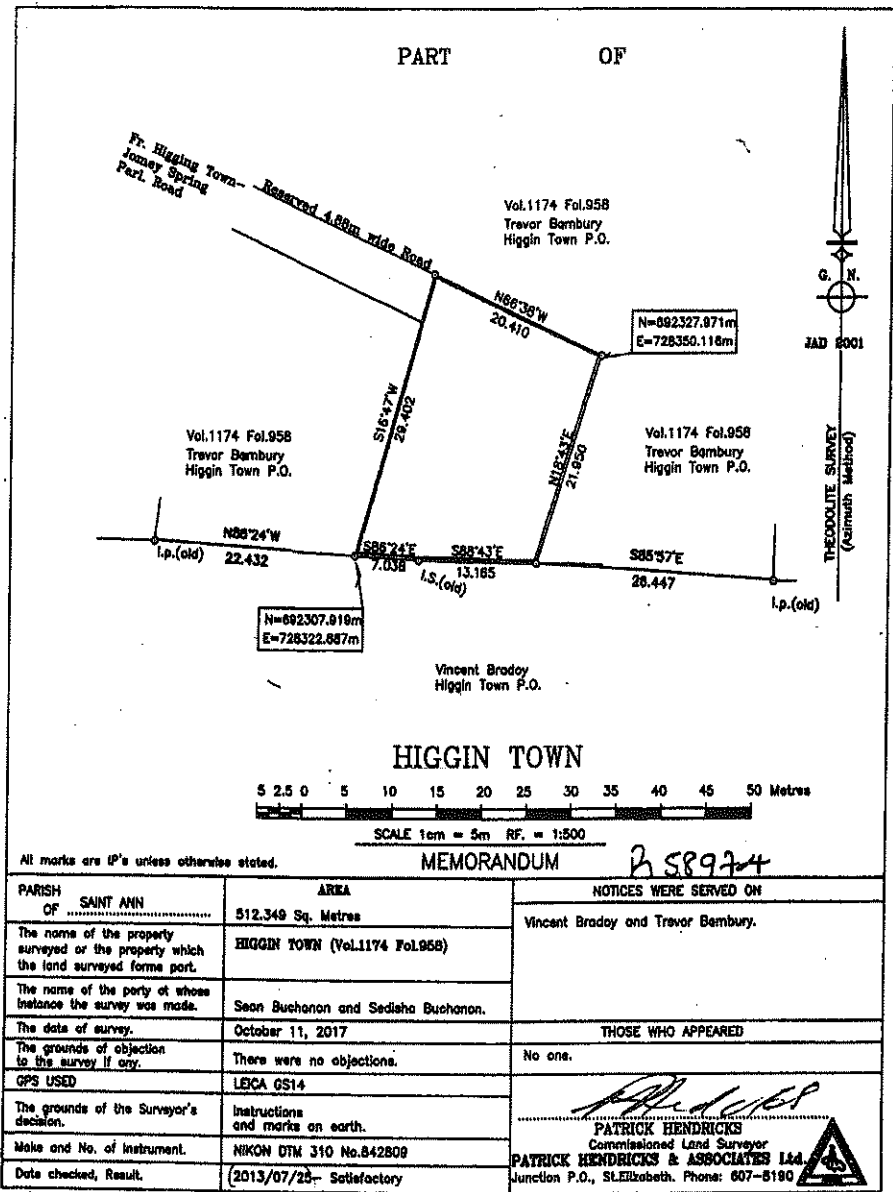 PART OF
Fr. Higging Town-
Jomey Spring
Parl. Road
Reserved 4.88m wide Road
Vol.1174 Fol.958
Trevor Bambury
Higgin Town P.O.
N66°38'W
20.410
N=692327.971m
E=728350.116m
G. N.
JAD 2001
THEODOLITE SURVEY
(Azimuth Method)
S16°47'W
29.402
N18°43'E
21.950
Vol.1174 Fol.958
Trevor Bambury
Higgin Town P.O.
Vol.1174 Fol.958
Trevor Bambury
Higgin Town P.O.
I.p.(old)
N86°24'W
22.432
S86°24'E
7.038
I.S.(old)
S88°43'E
13.165
S85°57'E
26.447
I.p.(old)
N=692307.919m
E=728322.687m
Vincent Bradoy
Higgin Town P.O.
HIGGIN TOWN
5 2.5 0 5 10 15 20 25 30 35 40 45 50 Metres
SCALE 1cm = 5m RF. = 1:500
All marks are IP's unless otherwise stated.
MEMORANDUM
PARISH
OF SAINT ANN
AREA
512.349 Sq. Metres
NOTICES WERE SERVED ON
Vincent Bradoy and Trevor Bambury.
The name of the property
surveyed or the property which
the land surveyed forms part.
HIGGIN TOWN (Vol.1174 Fol.958)
The name of the party at whose
instance the survey was made.
Sean Buchanan and Sedisha Buchanan.
The date of survey.
October 11, 2017
THOSE WHO APPEARED
The grounds of objection
to the survey if any.
There were no objections.
No one.
GPS USED
LEICA GS14
The grounds of the Surveyor's
decision.
Instructions
and marks on earth.
Make and No. of Instrument.
NIKON DTM 310 No.842809
Date checked, Result.
2013/07/25- Satisfactory
PATRICK HENDRICKS
Commissioned Land Surveyor
PATRICK HENDRICKS & ASSOCIATES Ltd.
Junction P.O., St.Elizabeth. Phone: 607-8190